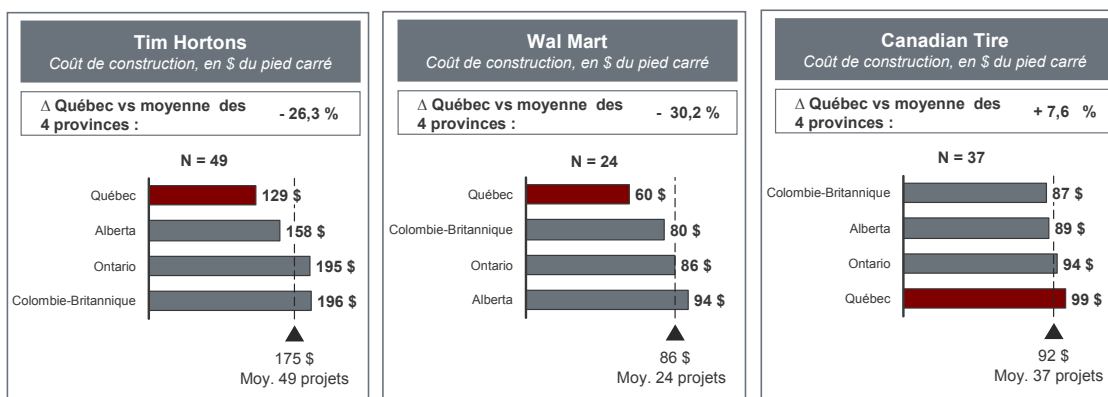 Tim Hortons
Coût de construction, en $ du pied carré
Δ Québec vs moyenne des
4 provinces :
- 26,3 %
N = 49
Québec
129 $
Alberta
158 $
Ontario
195 $
Colombie-Britannique
196 $
175 $
Moy. 49 projets
Wal Mart
Coût de construction, en $ du pied carré
Δ Québec vs moyenne des
4 provinces :
- 30,2 %
N = 24
Québec
60 $
Colombie-Britannique
80 $
Ontario
86 $
Alberta
94 $
86 $
Moy. 24 projets
Canadian Tire
Coût de construction, en $ du pied carré
Δ Québec vs moyenne des
4 provinces :
+ 7,6 %
N = 37
Colombie-Britannique
87 $
Alberta
89 $
Ontario
94 $
Québec
99 $
92 $
Moy. 37 projets